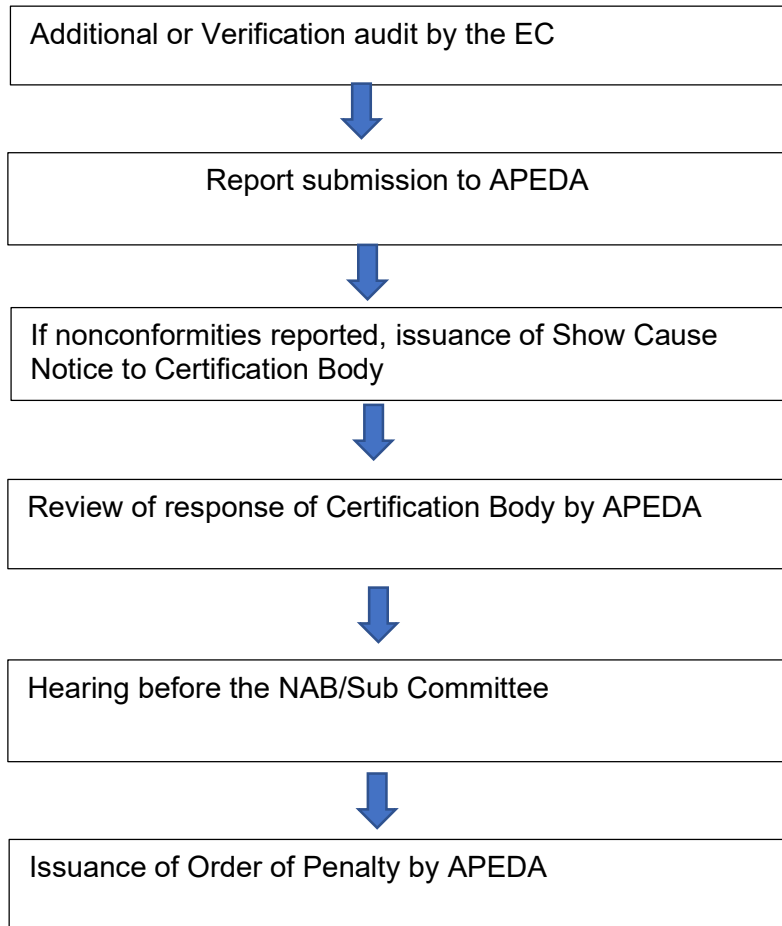 Additional or Verification audit by the EC
Report submission to APEDA
If nonconformities reported, issuance of Show Cause
Notice to Certification Body
Review of response of Certification Body by APEDA
Hearing before the NAB/Sub Committee
Issuance of Order of Penalty by APEDA